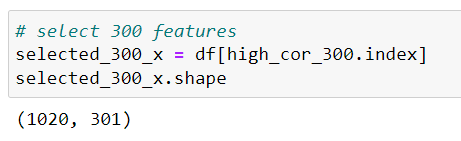 # select 300 features
selected_300_x = df[high_cor_300.index]
selected_300_x.shape
(1020, 301)